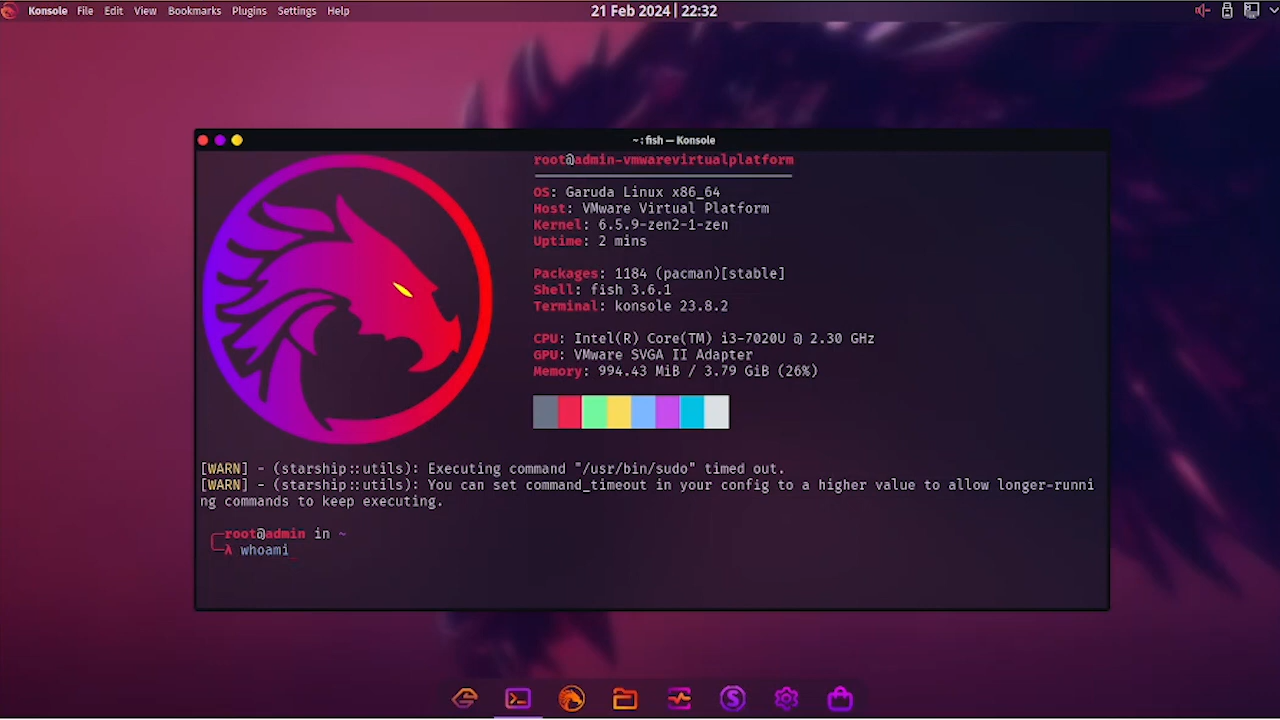 Konsole File Edit View Bookmarks Plugins Settings Help
21 Feb 2024 | 22:32
~ : fish — Konsole
root@admin-vmwarevirtualplatform
OS: Garuda Linux x86_64
Host: VMware Virtual Platform
Kernel: 6.5.9-zen2-1-zen
Uptime: 2 mins
Packages: 1184 (pacman)[stable]
Shell: fish 3.6.1
Terminal: konsole 23.8.2
CPU: Intel(R) Core(TM) i3-7020U @ 2.30 GHz
GPU: VMware SVGA II Adapter
Memory: 994.43 MiB / 3.79 GiB (26%)
[WARN] - (starship::utils): Executing command "/usr/bin/sudo" timed out.
[WARN] - (starship::utils): You can set command_timeout in your config to a higher value to allow longer-runni
ng commands to keep executing.
root@admin in ~
λ whoami